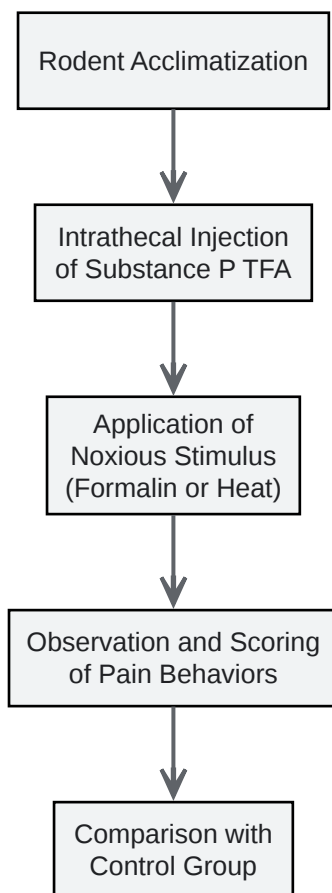 Rodent Acclimatization
Intrathecal Injection
of Substance P TFA
Application of
Noxious Stimulus
(Formalin or Heat)
Observation and Scoring
of Pain Behaviors
Comparison with
Control Group